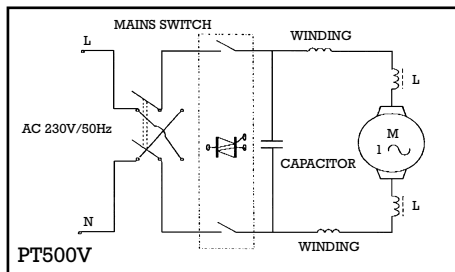 MAINS SWITCH
WINDING
L
L
AC 230V/50Hz
M
1
CAPACITOR
L
N
WINDING
PT500V